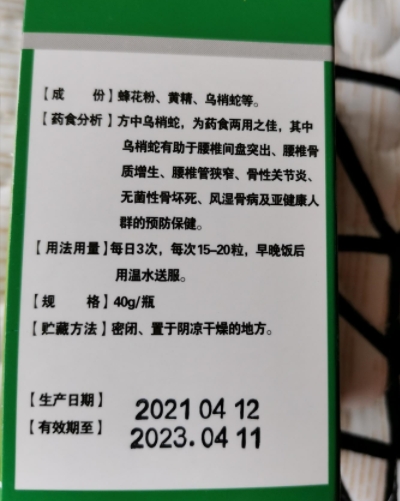 【成　份】蜂花粉、黄精、乌梢蛇等。
【药食分析】方中乌梢蛇，为药食两用之佳，其中
乌梢蛇有助于腰椎间盘突出、腰椎骨
质增生、腰椎管狭窄、骨性关节炎、
无菌性骨坏死、风湿骨病及亚健康人
群的预防保健。
【用法用量】每日3次，每次15-20粒，早晚饭后
用温水送服。
【规　格】40g/瓶
【贮藏方法】密闭、置于阴凉干燥的地方。
【生产日期】2021 04 12
【有效期至】2023.04 11